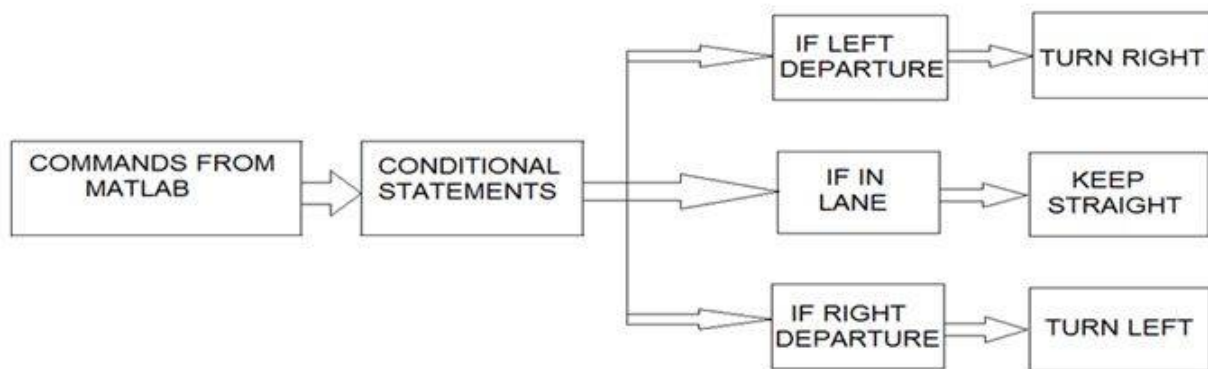 COMMANDS FROM
MATLAB
CONDITIONAL
STATEMENTS
IF LEFT
DEPARTURE
TURN RIGHT
IF IN
LANE
KEEP
STRAIGHT
IF RIGHT
DEPARTURE
TURN LEFT